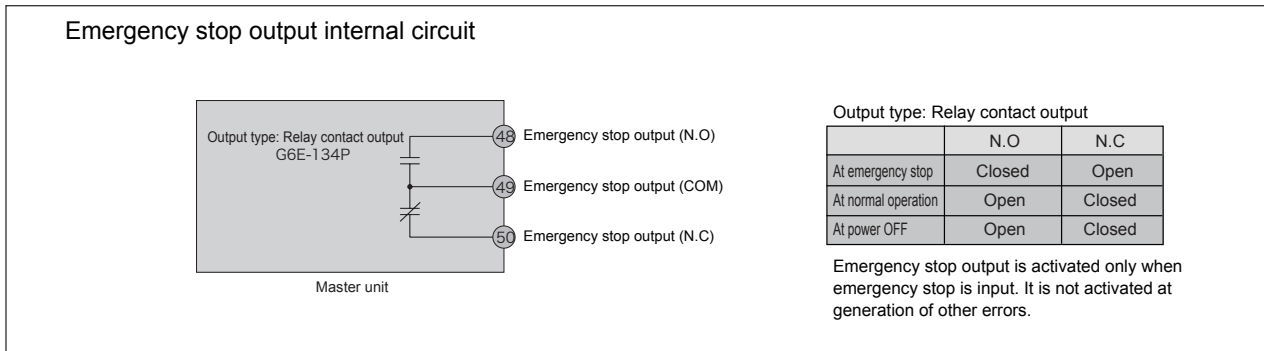 Emergency stop output internal circuit
Output type: Relay contact output
G6E-134P
48 Emergency stop output (N.O)
49 Emergency stop output (COM)
50 Emergency stop output (N.C)
Master unit
Output type: Relay contact output
N.O N.C
At emergency stop Closed Open
At normal operation Open Closed
At power OFF Open Closed
Emergency stop output is activated only when
emergency stop is input. It is not activated at
generation of other errors.